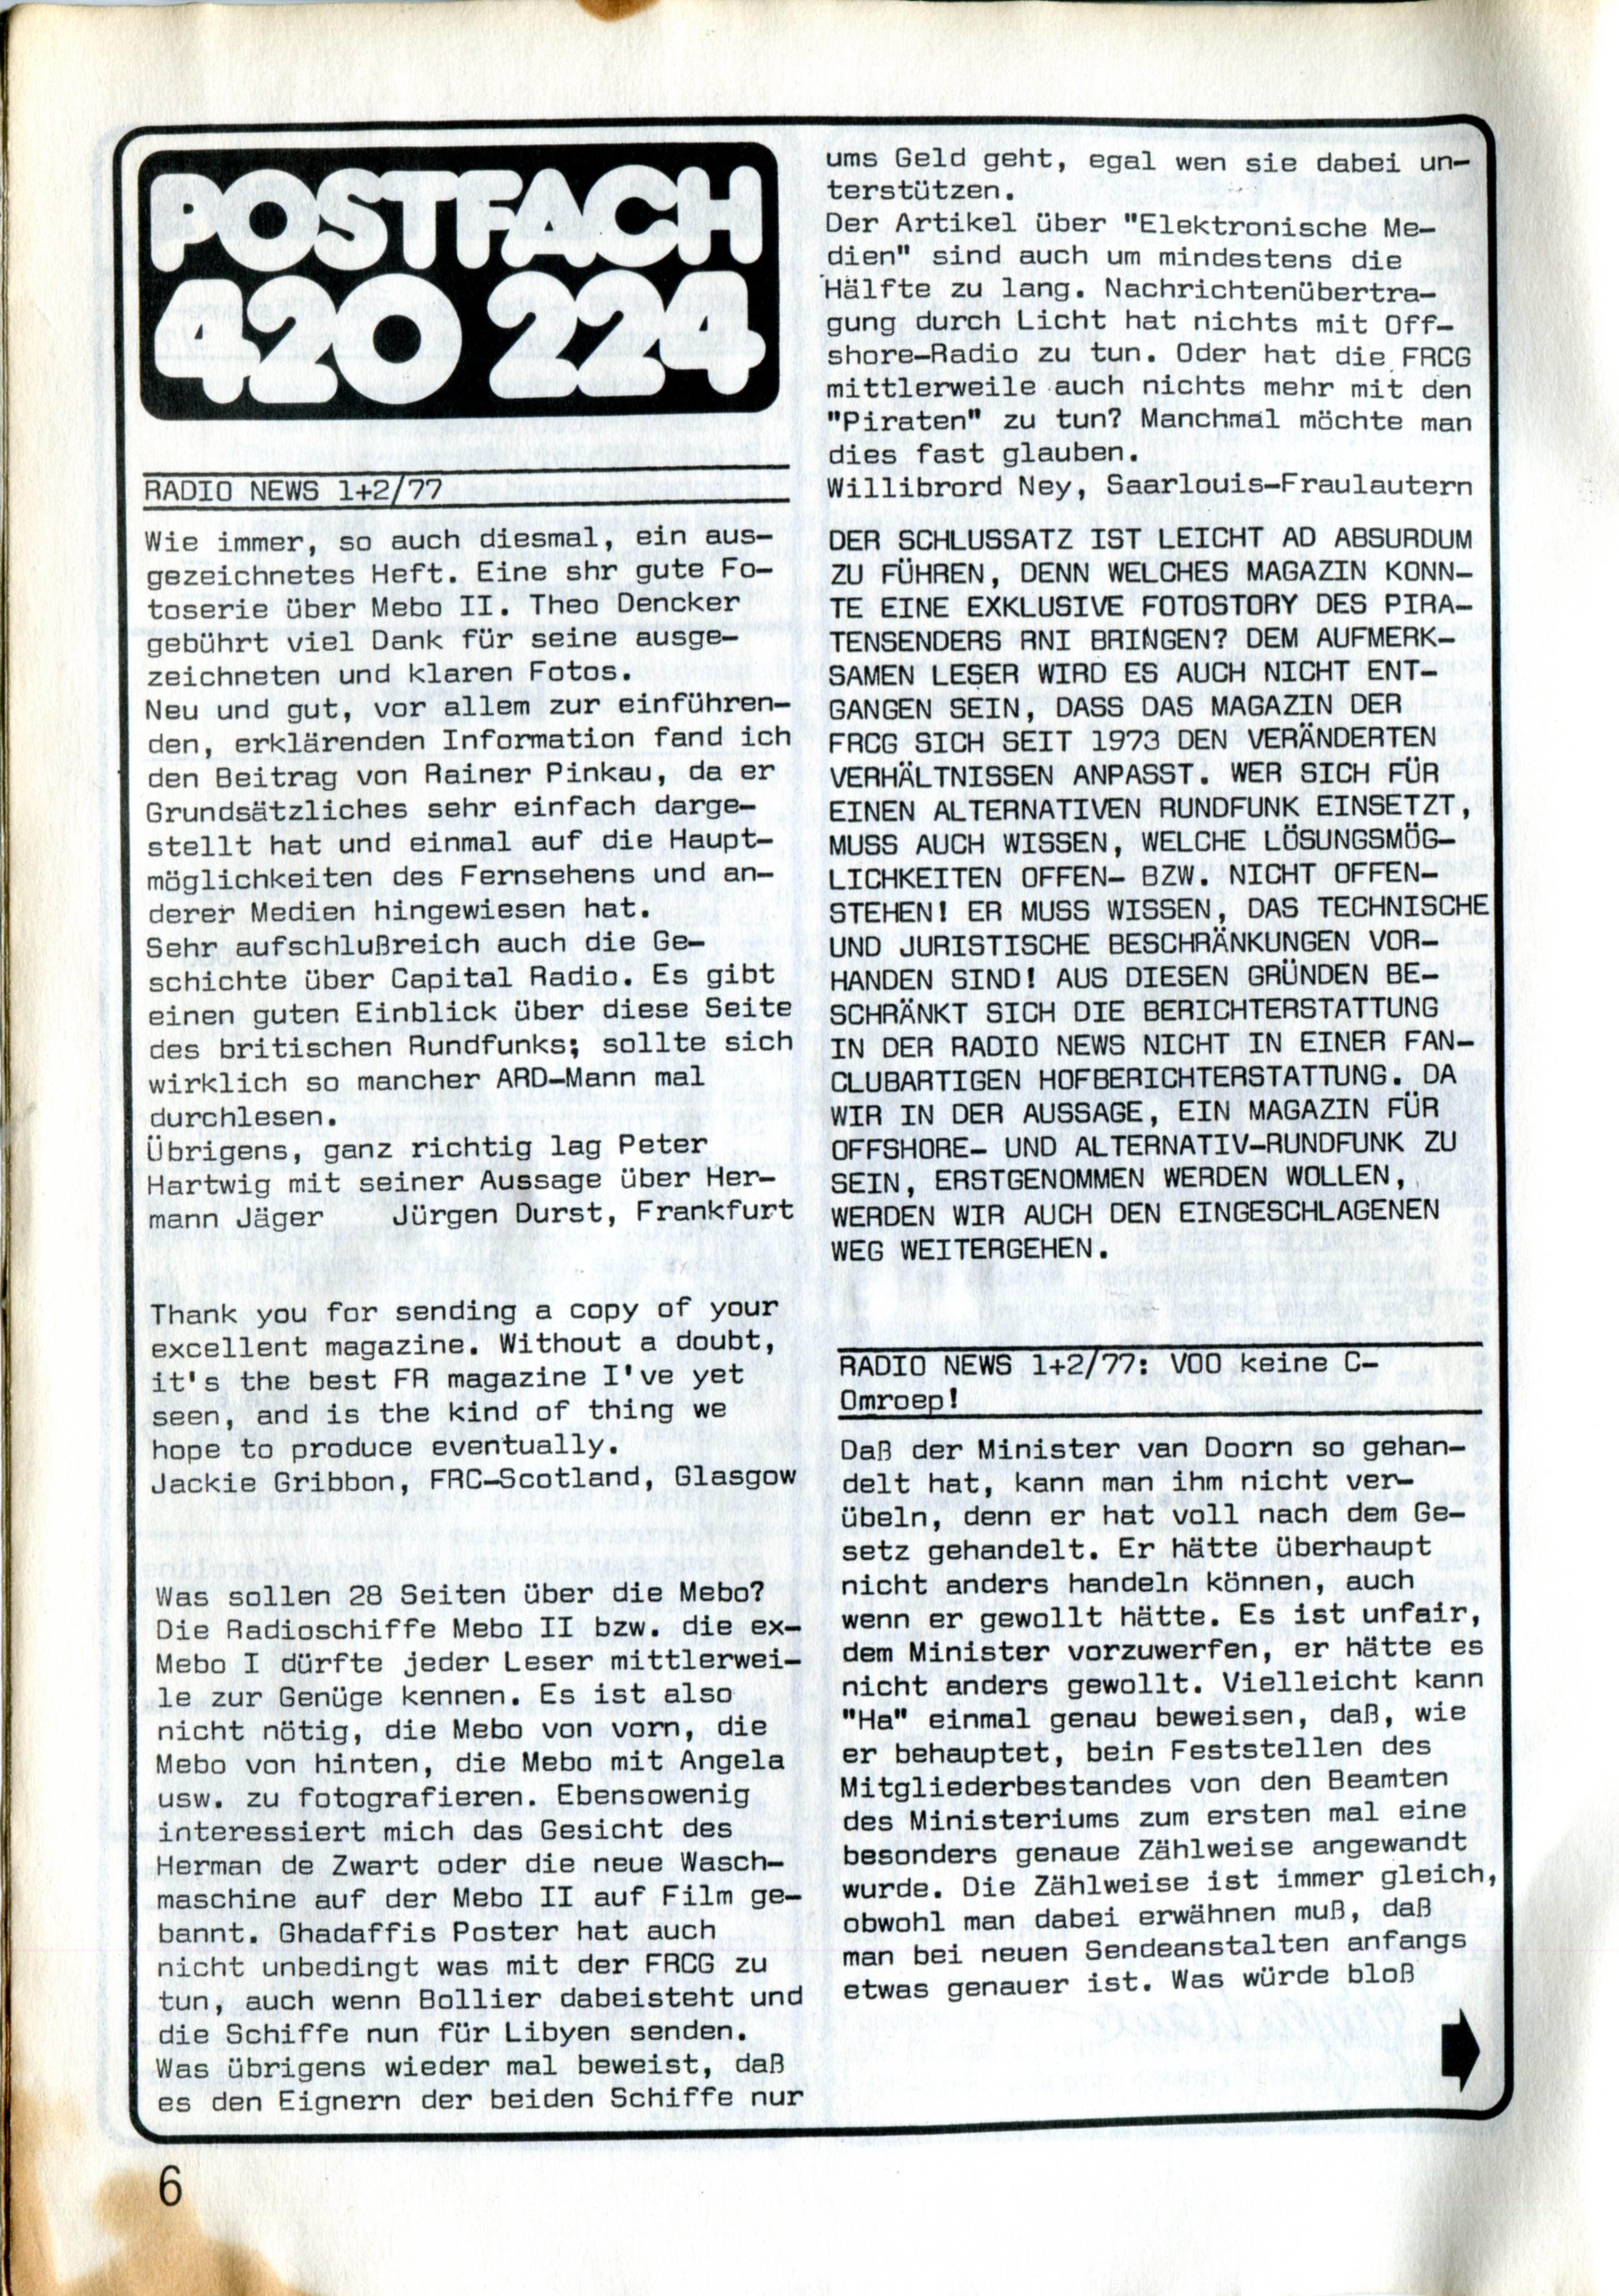 POSTFACH
420 224
RADIO NEWS 1+2/77
Wie immer, so auch diesmal, ein aus-
gezeichnetes Heft. Eine shr gute Fo-
toserie über Mebo II. Theo Dencker
gebührt viel Dank für seine ausge-
zeichneten und klaren Fotos.
Neu und gut, vor allem zur einführen-
den, erklärenden Information fand ich
den Beitrag von Rainer Pinkau, da er
Grundsätzliches sehr einfach darge-
stellt hat und einmal auf die Haupt-
möglichkeiten des Fernsehens und an-
derer Medien hingewiesen hat.
Sehr aufschlußreich auch die Ge-
schichte über Capital Radio. Es gibt
einen guten Einblick über diese Seite
des britischen Rundfunks; sollte sich
wirklich so mancher ARD-Mann mal
durchlesen.
Übrigens, ganz richtig lag Peter
Hartwig mit seiner Aussage über Her-
mann Jäger    Jürgen Durst, Frankfurt
Thank you for sending a copy of your
excellent magazine. Without a doubt,
it's the best FR magazine I've yet
seen, and is the kind of thing we
hope to produce eventually.
Jackie Gribbon, FRC-Scotland, Glasgow
Was sollen 28 Seiten über die Mebo?
Die Radioschiffe Mebo II bzw. die ex-
Mebo I dürfte jeder Leser mittlerwei-
le zur Genüge kennen. Es ist also
nicht nötig, die Mebo von vorn, die
Mebo von hinten, die Mebo mit Angela
usw. zu fotografieren. Ebensowenig
interessiert mich das Gesicht des
Herman de Zwart oder die neue Wasch-
maschine auf der Mebo II auf Film ge-
bannt. Ghadaffis Poster hat auch
nicht unbedingt was mit der FRCG zu
tun, auch wenn Bollier dabeisteht und
die Schiffe nun für Libyen senden.
Was übrigens wieder mal beweist, daß
es den Eignern der beiden Schiffe nur
ums Geld geht, egal wen sie dabei un-
terstützen.
Der Artikel über "Elektronische Me-
dien" sind auch um mindestens die
Hälfte zu lang. Nachrichtenübertra-
gung durch Licht hat nichts mit Off-
shore-Radio zu tun. Oder hat die FRCG
mittlerweile auch nichts mehr mit den
"Piraten" zu tun? Manchmal möchte man
dies fast glauben.
Willibrord Ney, Saarlouis-Fraulautern
DER SCHLUSSATZ IST LEICHT AD ABSURDUM
ZU FÜHREN, DENN WELCHES MAGAZIN KONN-
TE EINE EXKLUSIVE FOTOSTORY DES PIRA-
TENSENDERS RNI BRINGEN? DEM AUFMERK-
SAMEN LESER WIRD ES AUCH NICHT ENT-
GANGEN SEIN, DASS DAS MAGAZIN DER
FRCG SICH SEIT 1973 DEN VERÄNDERTEN
VERHÄLTNISSEN ANPASST. WER SICH FÜR
EINEN ALTERNATIVEN RUNDFUNK EINSETZT,
MUSS AUCH WISSEN, WELCHE LÖSUNGSMÖG-
LICHKEITEN OFFEN- BZW. NICHT OFFEN-
STEHEN! ER MUSS WISSEN, DAS TECHNISCHE
UND JURISTISCHE BESCHRÄNKUNGEN VOR-
HANDEN SIND! AUS DIESEN GRÜNDEN BE-
SCHRÄNKT SICH DIE BERICHTERSTATTUNG
IN DER RADIO NEWS NICHT IN EINER FAN-
CLUBARTIGEN HOFBERICHTERSTATTUNG. DA
WIR IN DER AUSSAGE, EIN MAGAZIN FÜR
OFFSHORE- UND ALTERNATIV-RUNDFUNK ZU
SEIN, ERSTGENOMMEN WERDEN WOLLEN,
WERDEN WIR AUCH DEN EINGESCHLAGENEN
WEG WEITERGEHEN.
RADIO NEWS 1+2/77: VOO keine C-
Omroep!
Daß der Minister van Doorn so gehan-
delt hat, kann man ihm nicht ver-
übeln, denn er hat voll nach dem Ge-
setz gehandelt. Er hätte überhaupt
nicht anders handeln können, auch
wenn er gewollt hätte. Es ist unfair,
dem Minister vorzuwerfen, er hätte es
nicht anders gewollt. Vielleicht kann
"Ha" einmal genau beweisen, daß, wie
er behauptet, bein Feststellen des
Mitgliederbestandes von den Beamten
des Ministeriums zum ersten mal eine
besonders genaue Zählweise angewandt
wurde. Die Zählweise ist immer gleich,
obwohl man dabei erwähnen muß, daß
man bei neuen Sendeanstalten anfangs
etwas genauer ist. Was würde bloß
6